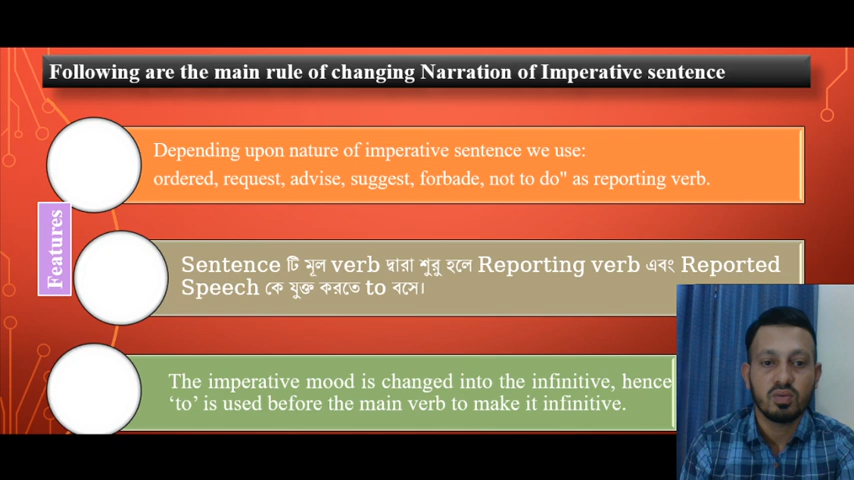 Following are the main rule of changing Narration of Imperative sentence
Depending upon nature of imperative sentence we use:
ordered, request, advise, suggest, forbade, not to do" as reporting verb.
Features
Sentence টি মূল verb দ্বারা শুরু হলে Reporting verb এবং Reported
Speech কে যুক্ত করতে to বসে।
The imperative mood is changed into the infinitive, hence
‘to’ is used before the main verb to make it infinitive.